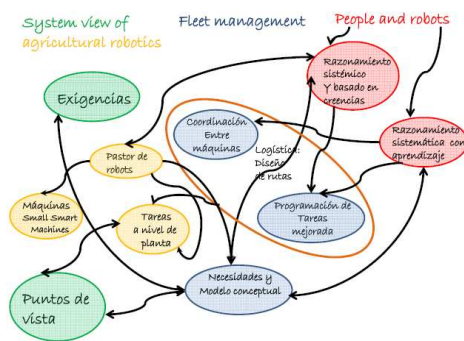 System view of
agricultural robotics
Fleet management
People and robots
Razonamiento
sistémico
Y basado en
creencias
Exigencias
Coordinación
Entre
máquinas
Razonamiento
sistemática con
aprendizaje
Logística:
Diseño
de rutas
Pastor de
robots
Máquinas
Small Smart
Machines
Tareas
a nivel de
planta
Programación de
Tareas
mejorada
Necesidades y
Modelo conceptual
Puntos de
vista